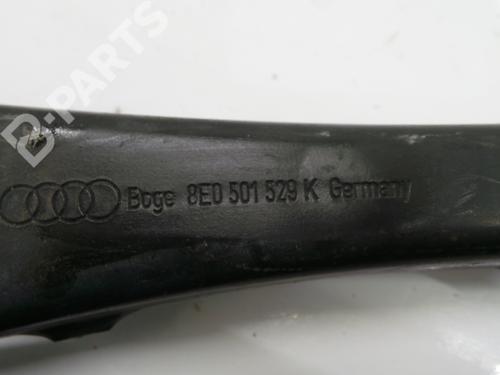 B-PARTS
Boge 8E0 501 529 K Germany